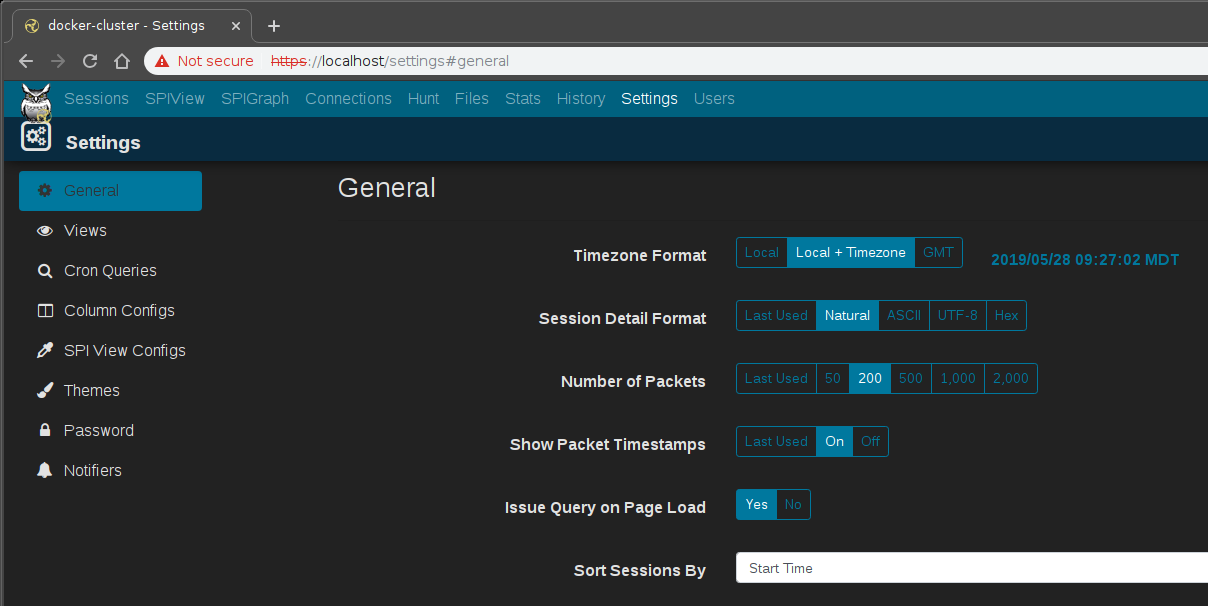 docker-cluster - Settings
Not secure https://localhost/settings#general
Sessions SPIView SPIGraph Connections Hunt Files Stats History Settings Users
Settings
General
Views
Cron Queries
Column Configs
SPI View Configs
Themes
Password
Notifiers
General
Timezone Format Local Local + Timezone GMT 2019/05/28 09:27:02 MDT
Session Detail Format Last Used Natural ASCII UTF-8 Hex
Number of Packets Last Used 50 200 500 1,000 2,000
Show Packet Timestamps Last Used On Off
Issue Query on Page Load Yes No
Sort Sessions By Start Time